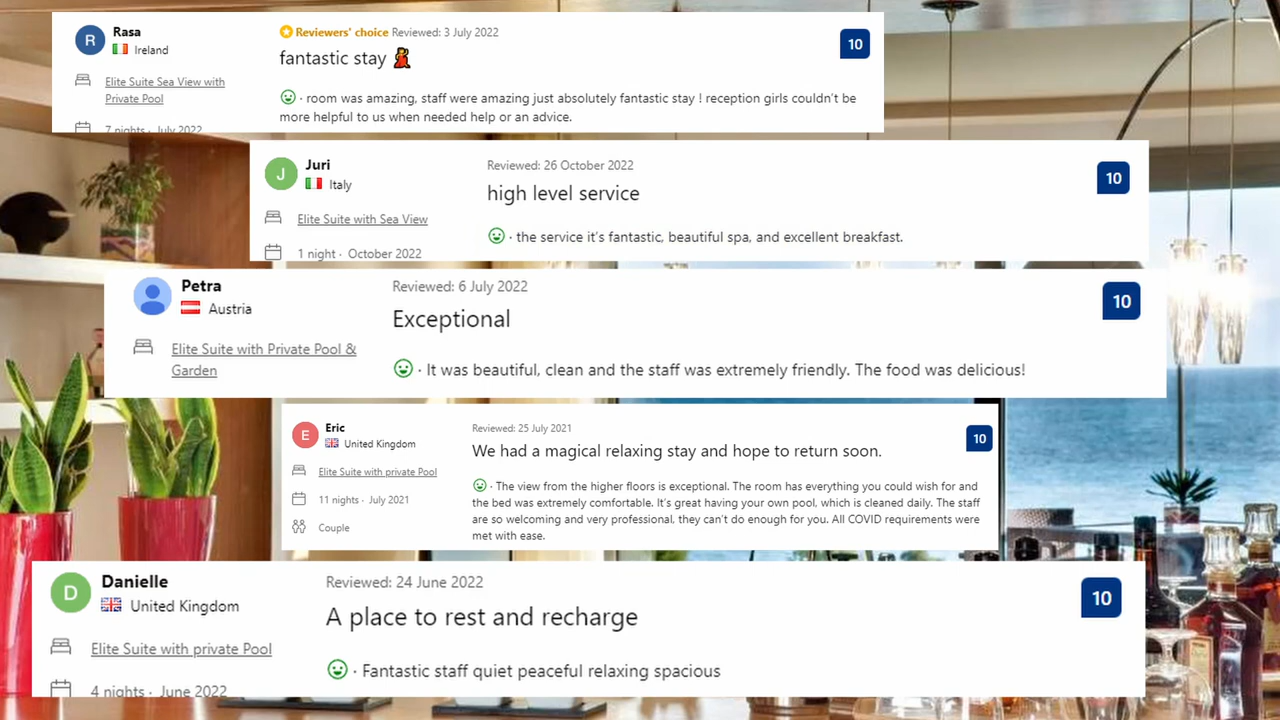 R
Rasa
Ireland
Elite Suite Sea View with
Private Pool
7 nights · July 2022
Reviewers' choice Reviewed: 3 July 2022
fantastic stay
· room was amazing, staff were amazing just absolutely fantastic stay ! reception girls couldn't be
more helpful to us when needed help or an advice.
10
J
Juri
Italy
Elite Suite with Sea View
1 night · October 2022
Reviewed: 26 October 2022
high level service
· the service it's fantastic, beautiful spa, and excellent breakfast.
10
Petra
Austria
Elite Suite with Private Pool &
Garden
Reviewed: 6 July 2022
Exceptional
· It was beautiful, clean and the staff was extremely friendly. The food was delicious!
10
E
Eric
United Kingdom
Elite Suite with private Pool
11 nights · July 2021
Couple
Reviewed: 25 July 2021
We had a magical relaxing stay and hope to return soon.
· The view from the higher floors is exceptional. The room has everything you could wish for and
the bed was extremely comfortable. It's great having your own pool, which is cleaned daily. The staff
are so welcoming and very professional, they can't do enough for you. All COVID requirements were
met with ease.
10
D
Danielle
United Kingdom
Elite Suite with private Pool
4 nights · June 2022
Reviewed: 24 June 2022
A place to rest and recharge
· Fantastic staff quiet peaceful relaxing spacious
10